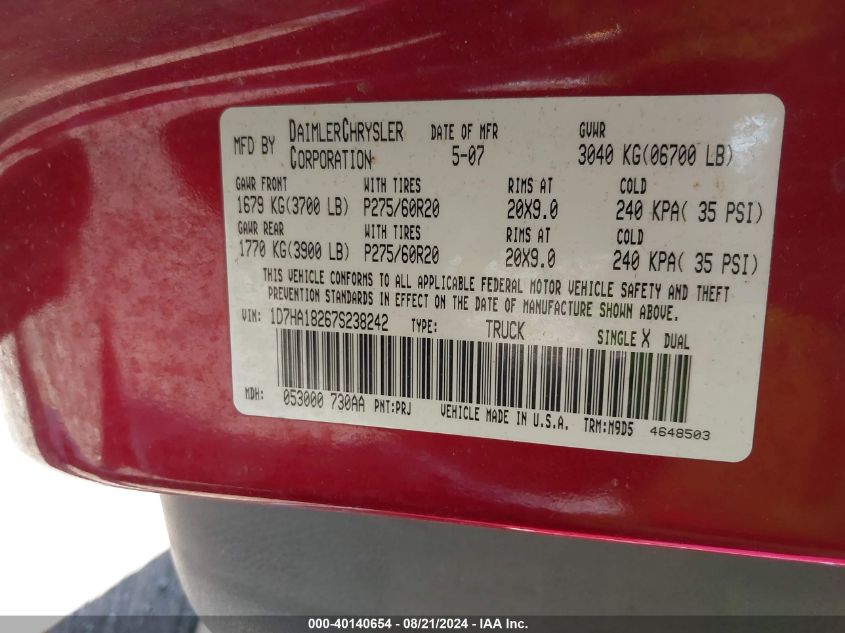 MFD BY DAIMLERCHRYSLER CORPORATION DATE OF MFR 5-07 GVWR 3040 KG(06700 LB)
GAWR FRONT WITH TIRES RIMS AT COLD
1679 KG(3700 LB) P275/60R20 20X9.0 240 KPA( 35 PSI)
GAWR REAR WITH TIRES RIMS AT COLD
1770 KG(3900 LB) P275/60R20 20X9.0 240 KPA( 35 PSI)
THIS VEHICLE CONFORMS TO ALL APPLICABLE FEDERAL MOTOR VEHICLE SAFETY AND THEFT
PREVENTION STANDARDS IN EFFECT ON THE DATE OF MANUFACTURE SHOWN ABOVE.
VIN: 1D7HA18267S238242 TYPE: TRUCK SINGLE X DUAL
MDH: 053000 730AA PNT:PRJ VEHICLE MADE IN U.S.A. TRM:M9D5 4648503
000-40140654 - 08/21/2024 - IAA Inc.